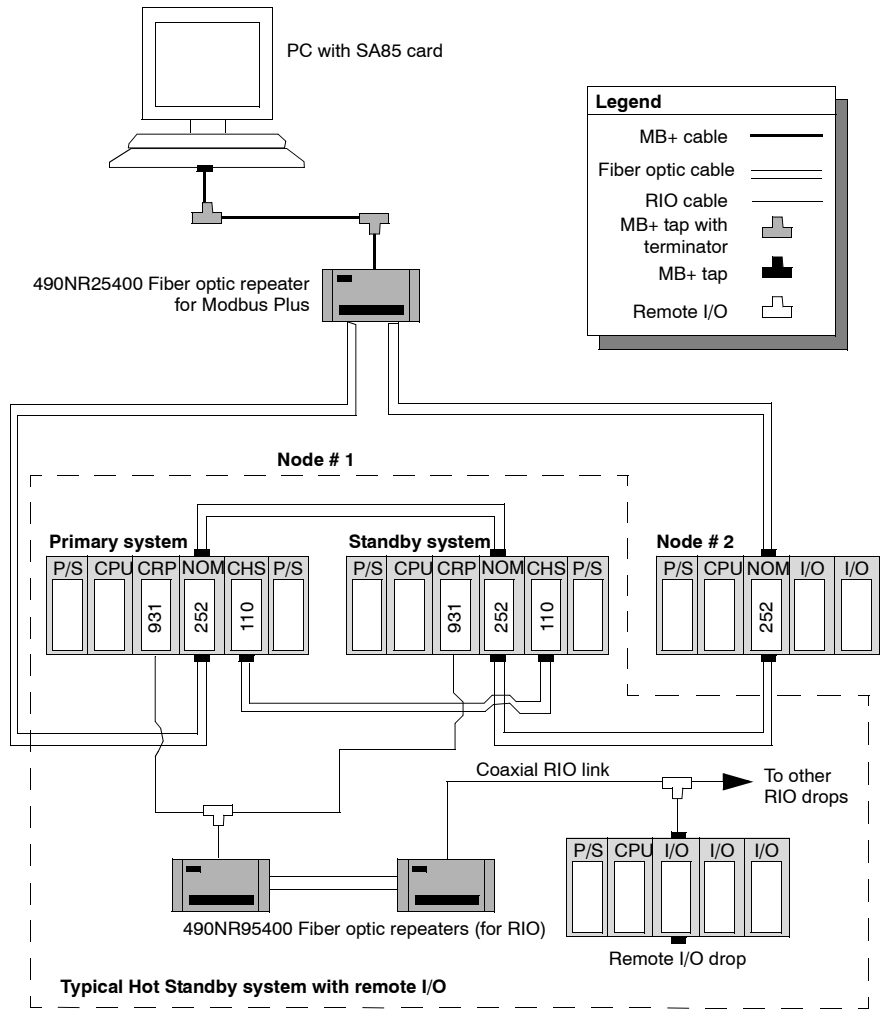 PC with SA85 card
Legend
MB+ cable
Fiber optic cable
RIO cable
MB+ tap with
terminator
MB+ tap
Remote I/O
490NR25400 Fiber optic repeater
for Modbus Plus
Node # 1
Primary system
Standby system
Node # 2
P/S CPU CRP NOM CHS P/S
931 252 110
P/S CPU CRP NOM CHS P/S
931 252 110
P/S CPU NOM I/O I/O
252
Coaxial RIO link
To other
RIO drops
P/S CPU I/O I/O I/O
490NR95400 Fiber optic repeaters (for RIO)
Remote I/O drop
Typical Hot Standby system with remote I/O